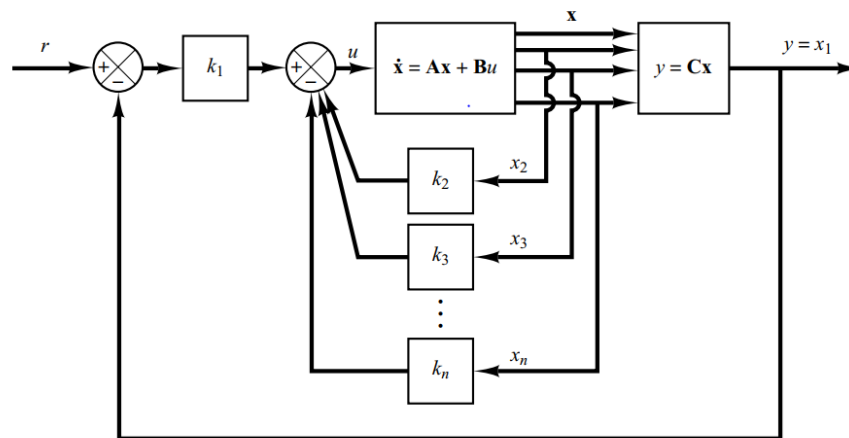 x
r
u
y = x₁
+
−
k₁
+
−
ẋ = Ax + Bu
y = Cx
k₂
x₂
k₃
x₃
⋮
kₙ
xₙ